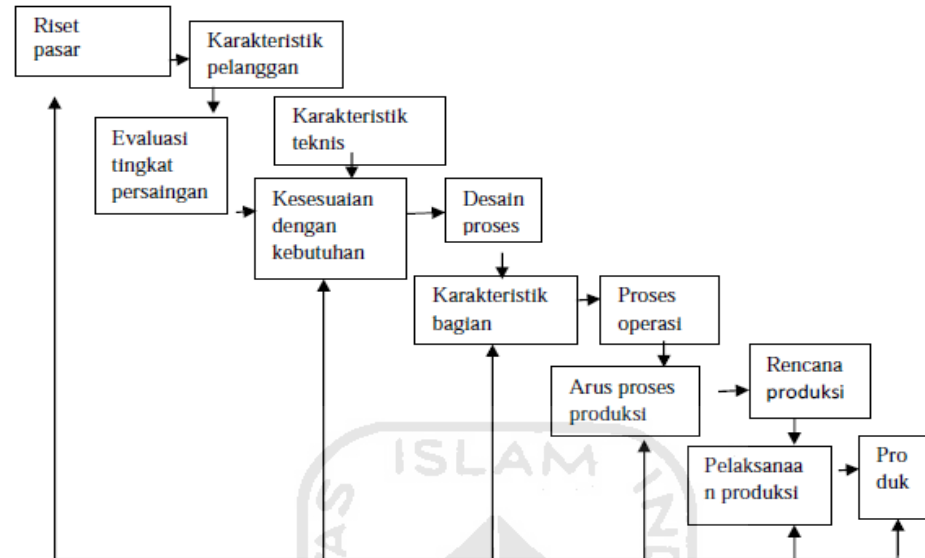 Riset
pasar
Karakteristik
pelanggan
Evaluasi
tingkat
persaingan
Karakteristik
teknis
Kesesuaian
dengan
kebutuhan
Desain
proses
Karakteristik
bagian
Proses
operasi
Arus proses
produksi
Rencana
produksi
Pelaksanaa
n produksi
Pro
duk
ISLAM